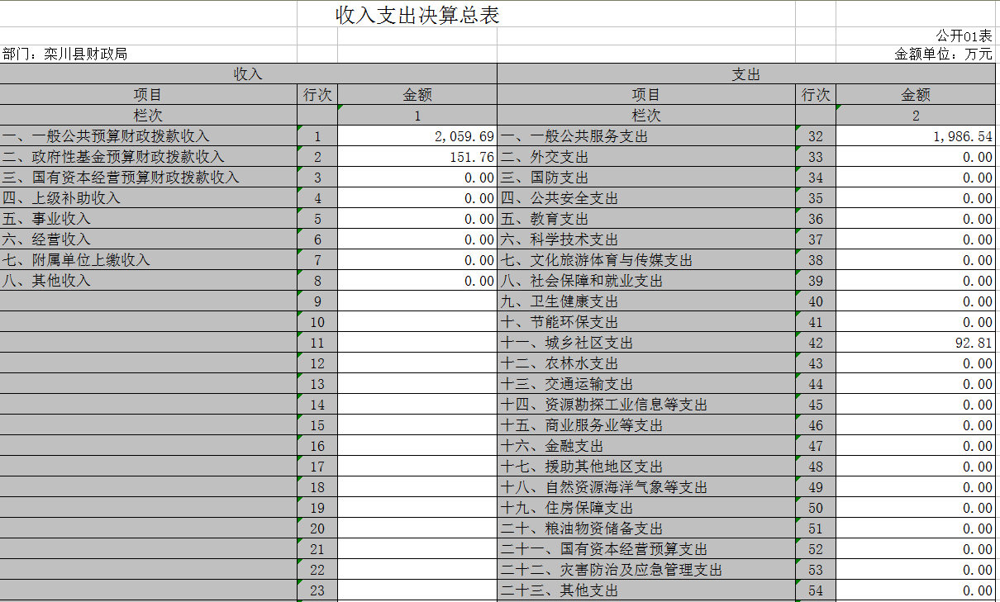 收入支出决算总表
公开01表
部门：栾川县财政局 金额单位：万元
收入 支出
项目 行次 金额 项目 行次 金额
栏次 1 栏次 2
一、一般公共预算财政拨款收入 1 2,059.69 一、一般公共服务支出 32 1,986.54
二、政府性基金预算财政拨款收入 2 151.76 二、外交支出 33 0.00
三、国有资本经营预算财政拨款收入 3 0.00 三、国防支出 34 0.00
四、上级补助收入 4 0.00 四、公共安全支出 35 0.00
五、事业收入 5 0.00 五、教育支出 36 0.00
六、经营收入 6 0.00 六、科学技术支出 37 0.00
七、附属单位上缴收入 7 0.00 七、文化旅游体育与传媒支出 38 0.00
八、其他收入 8 0.00 八、社会保障和就业支出 39 0.00
9 九、卫生健康支出 40 0.00
10 十、节能环保支出 41 0.00
11 十一、城乡社区支出 42 92.81
12 十二、农林水支出 43 0.00
13 十三、交通运输支出 44 0.00
14 十四、资源勘探工业信息等支出 45 0.00
15 十五、商业服务业等支出 46 0.00
16 十六、金融支出 47 0.00
17 十七、援助其他地区支出 48 0.00
18 十八、自然资源海洋气象等支出 49 0.00
19 十九、住房保障支出 50 0.00
20 二十、粮油物资储备支出 51 0.00
21 二十一、国有资本经营预算支出 52 0.00
22 二十二、灾害防治及应急管理支出 53 0.00
23 二十三、其他支出 54 0.00